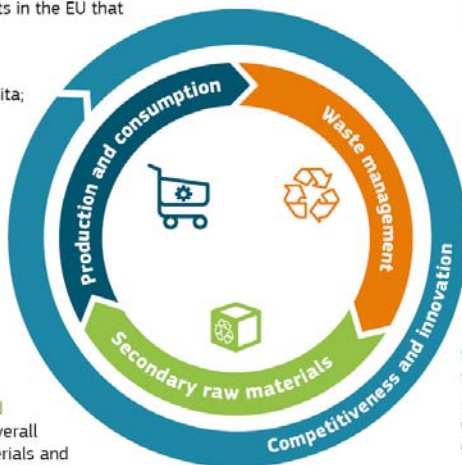 ts in the EU that
ita;
Production and consumption
Waste management
Secondary raw materials
Competitiveness and innovation
verall
erials and